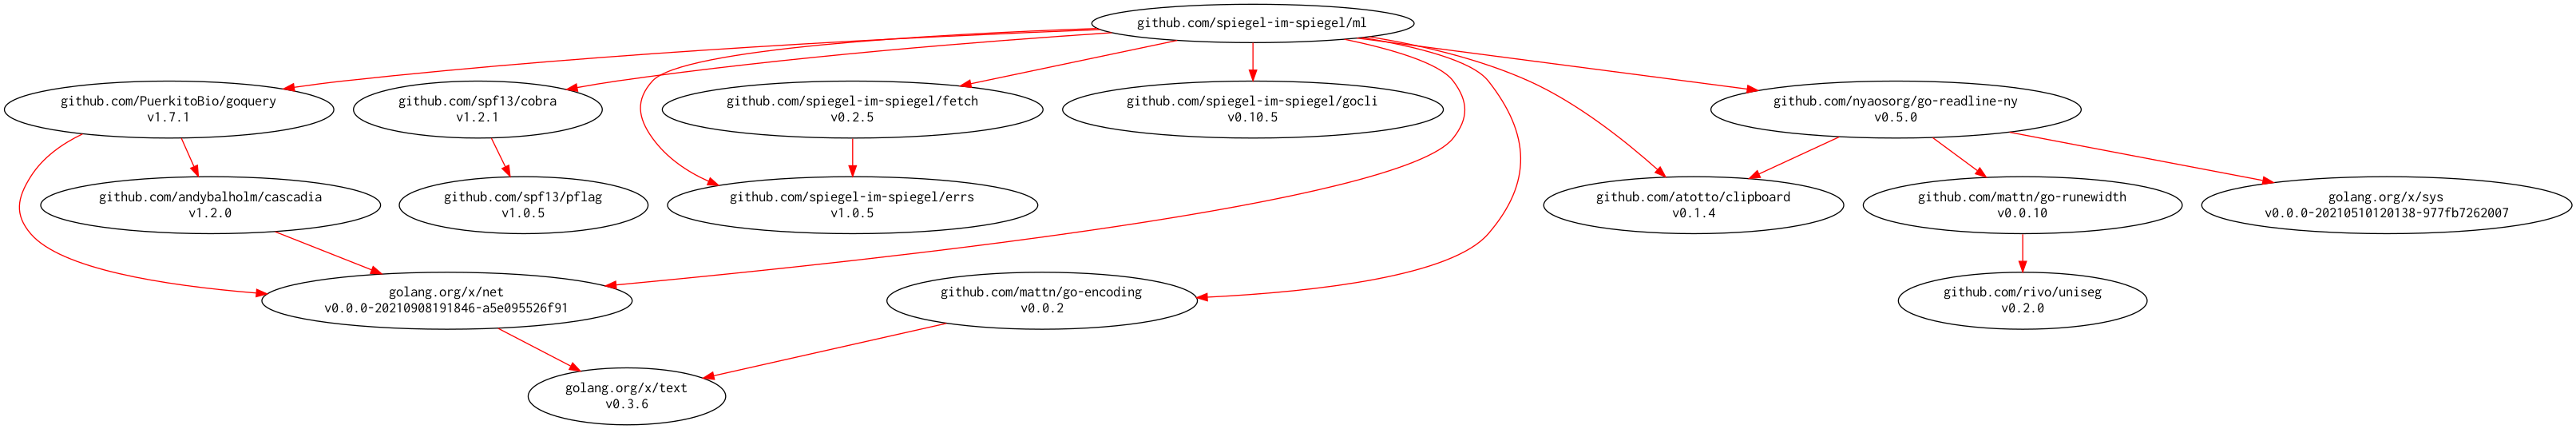 github.com/spiegel-im-spiegel/ml
github.com/PuerkitoBio/goquery
v1.7.1
github.com/spf13/cobra
v1.2.1
github.com/spiegel-im-spiegel/fetch
v0.2.5
github.com/spiegel-im-spiegel/gocli
v0.10.5
github.com/nyaosorg/go-readline-ny
v0.5.0
github.com/andybalholm/cascadia
v1.2.0
github.com/spf13/pflag
v1.0.5
github.com/spiegel-im-spiegel/errs
v1.0.5
github.com/atotto/clipboard
v0.1.4
github.com/mattn/go-runewidth
v0.0.10
golang.org/x/sys
v0.0.0-20210510120138-977fb7262007
golang.org/x/net
v0.0.0-20210908191846-a5e095526f91
github.com/mattn/go-encoding
v0.0.2
github.com/rivo/uniseg
v0.2.0
golang.org/x/text
v0.3.6